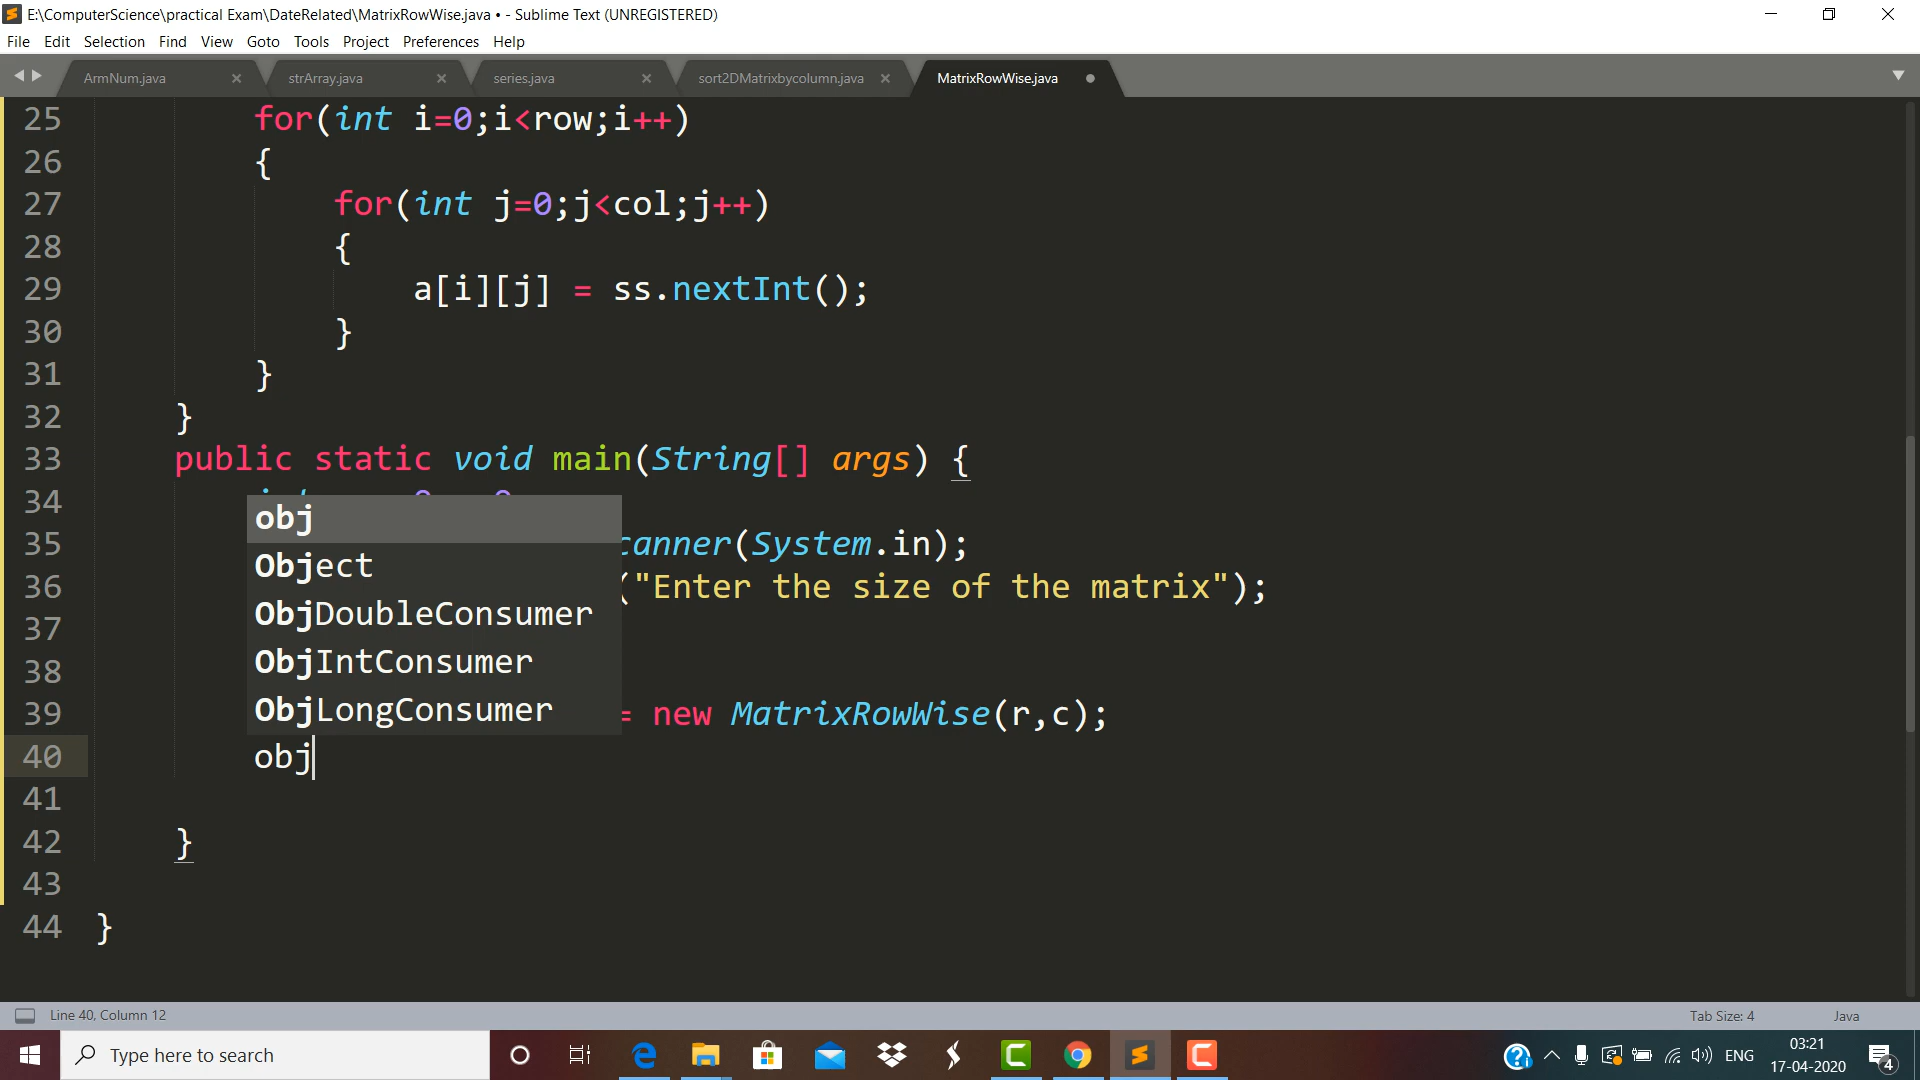 E:\ComputerScience\practical Exam\DateRelated\MatrixRowWise.java • - Sublime Text (UNREGISTERED)
File Edit Selection Find View Goto Tools Project Preferences Help
ArmNum.java strArray.java series.java sort2DMatrixbycolumn.java MatrixRowWise.java
25 for(int i=0;i<row;i++)
26 {
27 for(int j=0;j<col;j++)
28 {
29 a[i][j] = ss.nextInt();
30 }
31 }
32 }
33 public static void main(String[] args) {
34
obj
35 canner(System.in);
Object
36 ("Enter the size of the matrix");
ObjDoubleConsumer
37
ObjIntConsumer
38
39 ObjLongConsumer = new MatrixRowWise(r,c);
40 obj
41
42 }
43
44 }
Line 40, Column 12 Tab Size: 4 Java
Type here to search ENG 03:21
17-04-2020 4